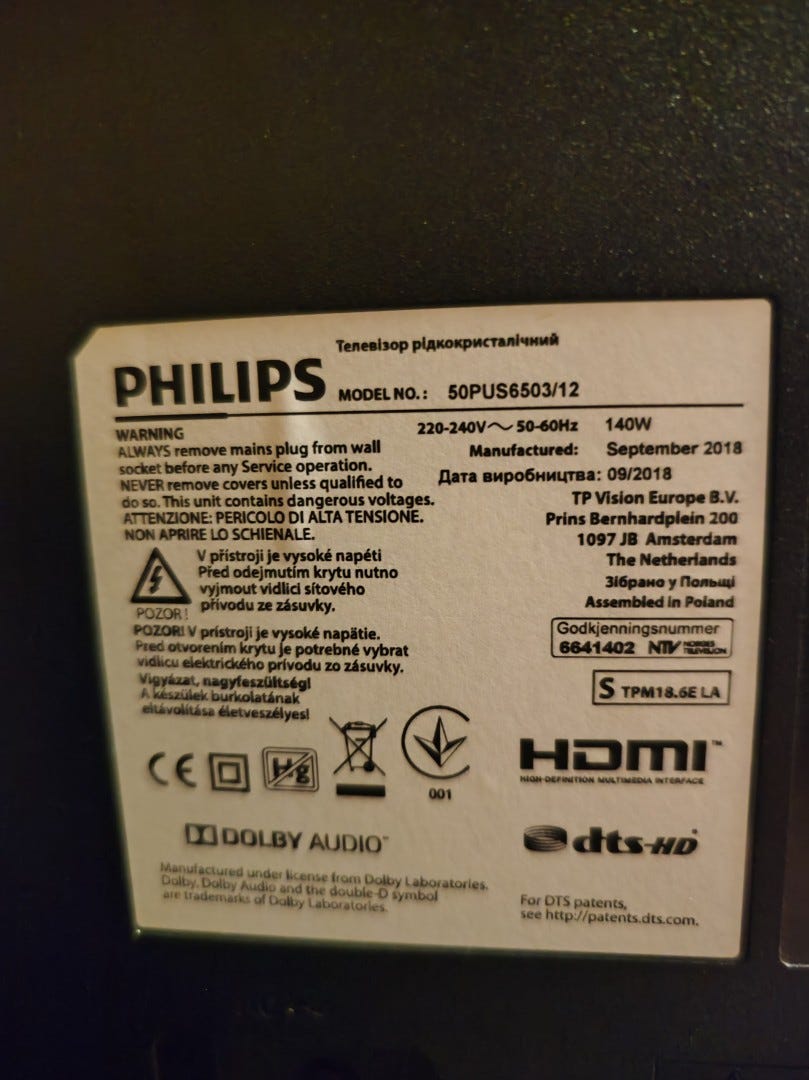 Телевізор рідкокристалічний
PHILIPS MODEL NO.: 50PUS6503/12
220-240V～ 50-60Hz 140W
Manufactured: September 2018
Дата виробництва: 09/2018
TP Vision Europe B.V.
Prins Bernhardplein 200
1097 JB Amsterdam
The Netherlands
Зібрано у Польщі
Assembled in Poland
WARNING
ALWAYS remove mains plug from wall
socket before any Service operation.
NEVER remove covers unless qualified to
do so. This unit contains dangerous voltages.
ATTENZIONE: PERICOLO DI ALTA TENSIONE.
NON APRIRE LO SCHIENALE.
V přístroji je vysoké napětí
Před odejmutím krytu nutno
vyjmout vidlici síťového
přívodu ze zásuvky.
POZOR!
POZOR! V prístroji je vysoké napätie.
Pred otvorením krytu je potrebné vybrat
vidlicu elektrického prívodu zo zásuvky.
Vigyázat, nagyfeszültség!
A készülék burkolatának
eltávolítása életveszélyes!
Godkjenningsnummer
6641402 NTV NORGES TELEVISJON
S TPM18.6E LA
CE Hg
001
HDMI™
HIGH-DEFINITION MULTIMEDIA INTERFACE
DOLBY AUDIO™
dts-HD
Manufactured under license from Dolby Laboratories.
Dolby, Dolby Audio and the double-D symbol
are trademarks of Dolby Laboratories.
For DTS patents,
see http://patents.dts.com.